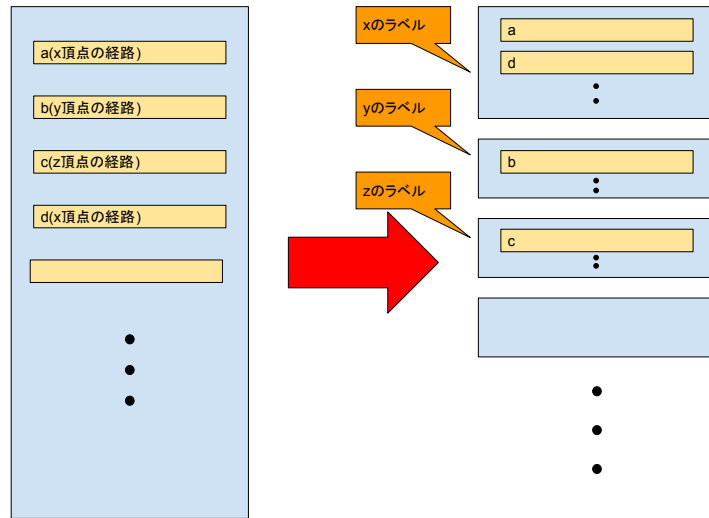 a(x頂点の経路)
b(y頂点の経路)
c(z頂点の経路)
d(x頂点の経路)
xのラベル
a
d
yのラベル
b
zのラベル
c